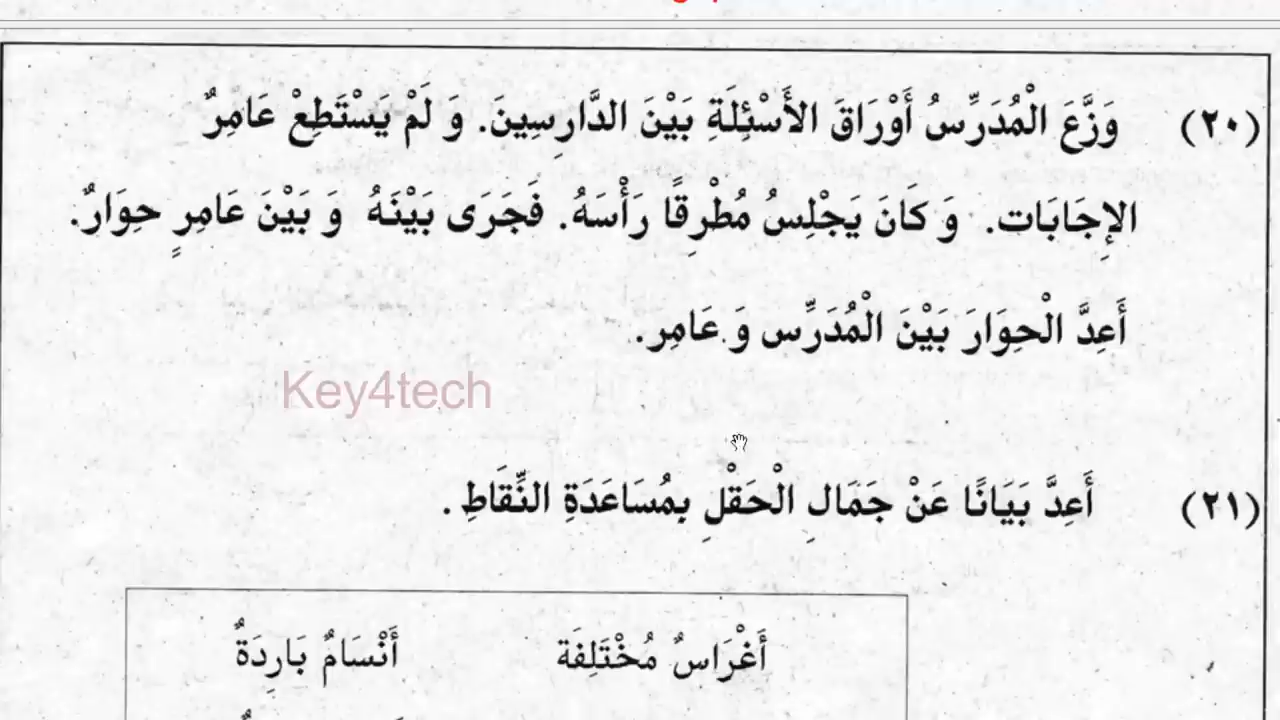 (٢٠) وَزَّعَ الْمُدَرِّسُ أَوْرَاقَ الأَسْئِلَةِ بَيْنَ الدَّارِسِينَ. وَ لَمْ يَسْتَطِعْ عَامِرٌ
الإِجَابَات. وَ كَانَ يَجْلِسُ مُطْرِقًا رَأْسَهُ. فَجَرَى بَيْنَهُ وَ بَيْنَ عَامِرٍ حِوَارٌ.
أَعِدَّ الْحِوَارَ بَيْنَ الْمُدَرِّس وَ عَامِر.
Key4tech
(٢١) أَعِدَّ بَيَانًا عَنْ جَمَالِ الْحَقْلِ بِمُسَاعَدَةِ النِّقَاطِ.
أَغْرَاسٌ مُخْتَلِفَة أَنْسَامٌ بَارِدَةٌ